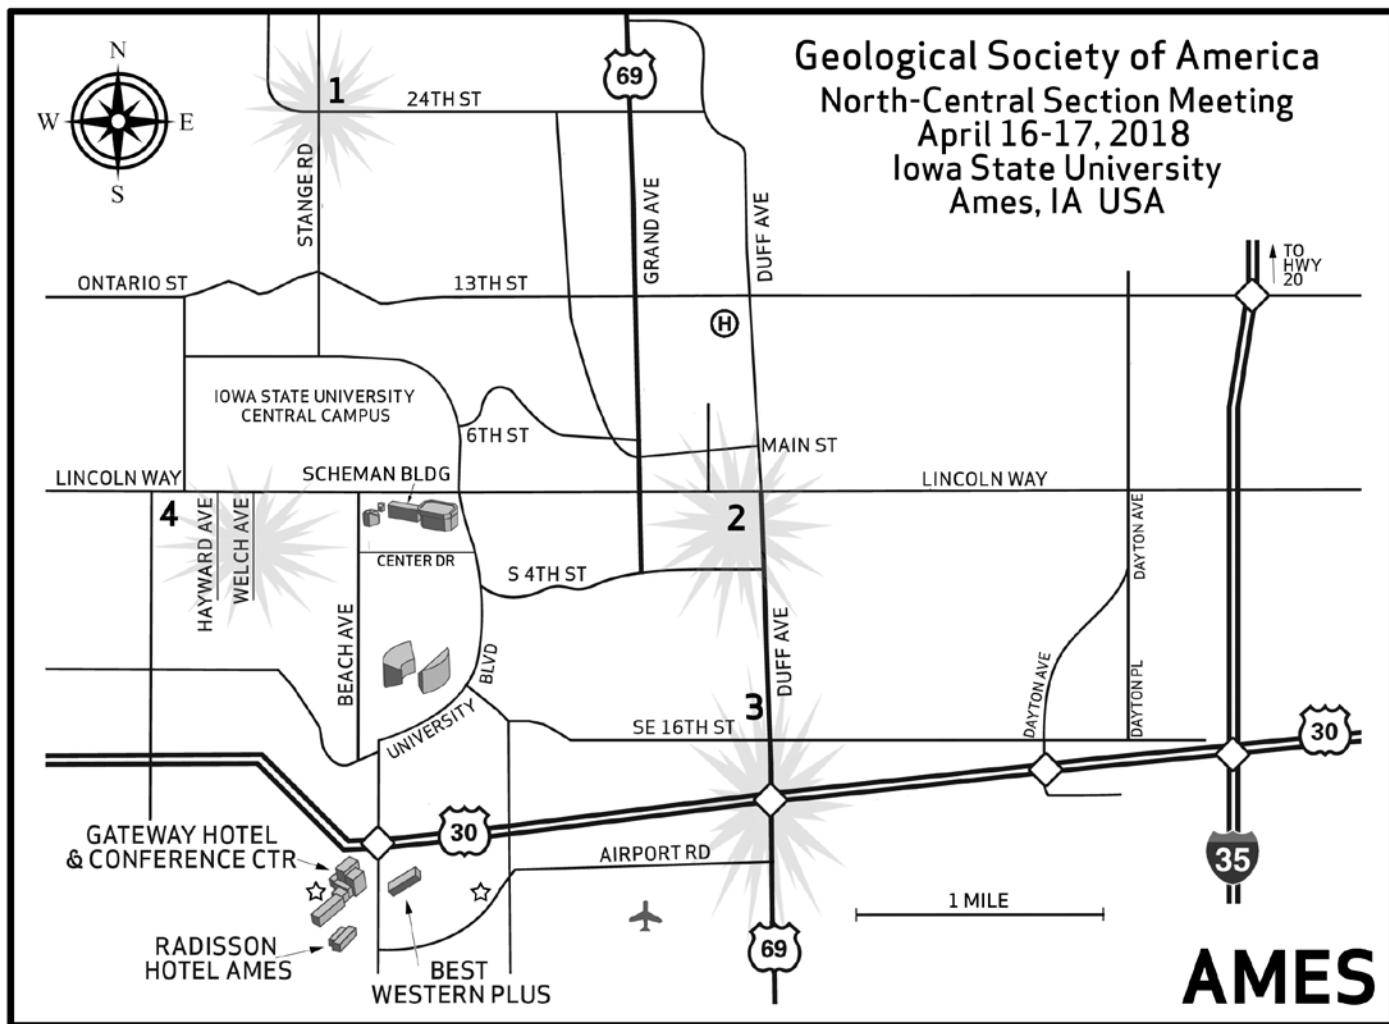 Geological Society of America
North-Central Section Meeting
April 16-17, 2018
Iowa State University
Ames, IA USA
N
W
E
S
1
24TH ST
69
STANGE RD
GRAND AVE
DUFF AVE
TO
HWY
20
ONTARIO ST
13TH ST
H
IOWA STATE UNIVERSITY
CENTRAL CAMPUS
6TH ST
MAIN ST
LINCOLN WAY
SCHEMAN BLDG
LINCOLN WAY
4
HAYWARD AVE
WELCH AVE
2
DAYTON AVE
CENTER DR
S 4TH ST
BEACH AVE
UNIVERSITY
BLVD
DUFF AVE
3
SE 16TH ST
DAYTON AVE
DAYTON PL
30
30
GATEWAY HOTEL
& CONFERENCE CTR
AIRPORT RD
35
1 MILE
RADISSON
HOTEL AMES
BEST
WESTERN PLUS
69
AMES